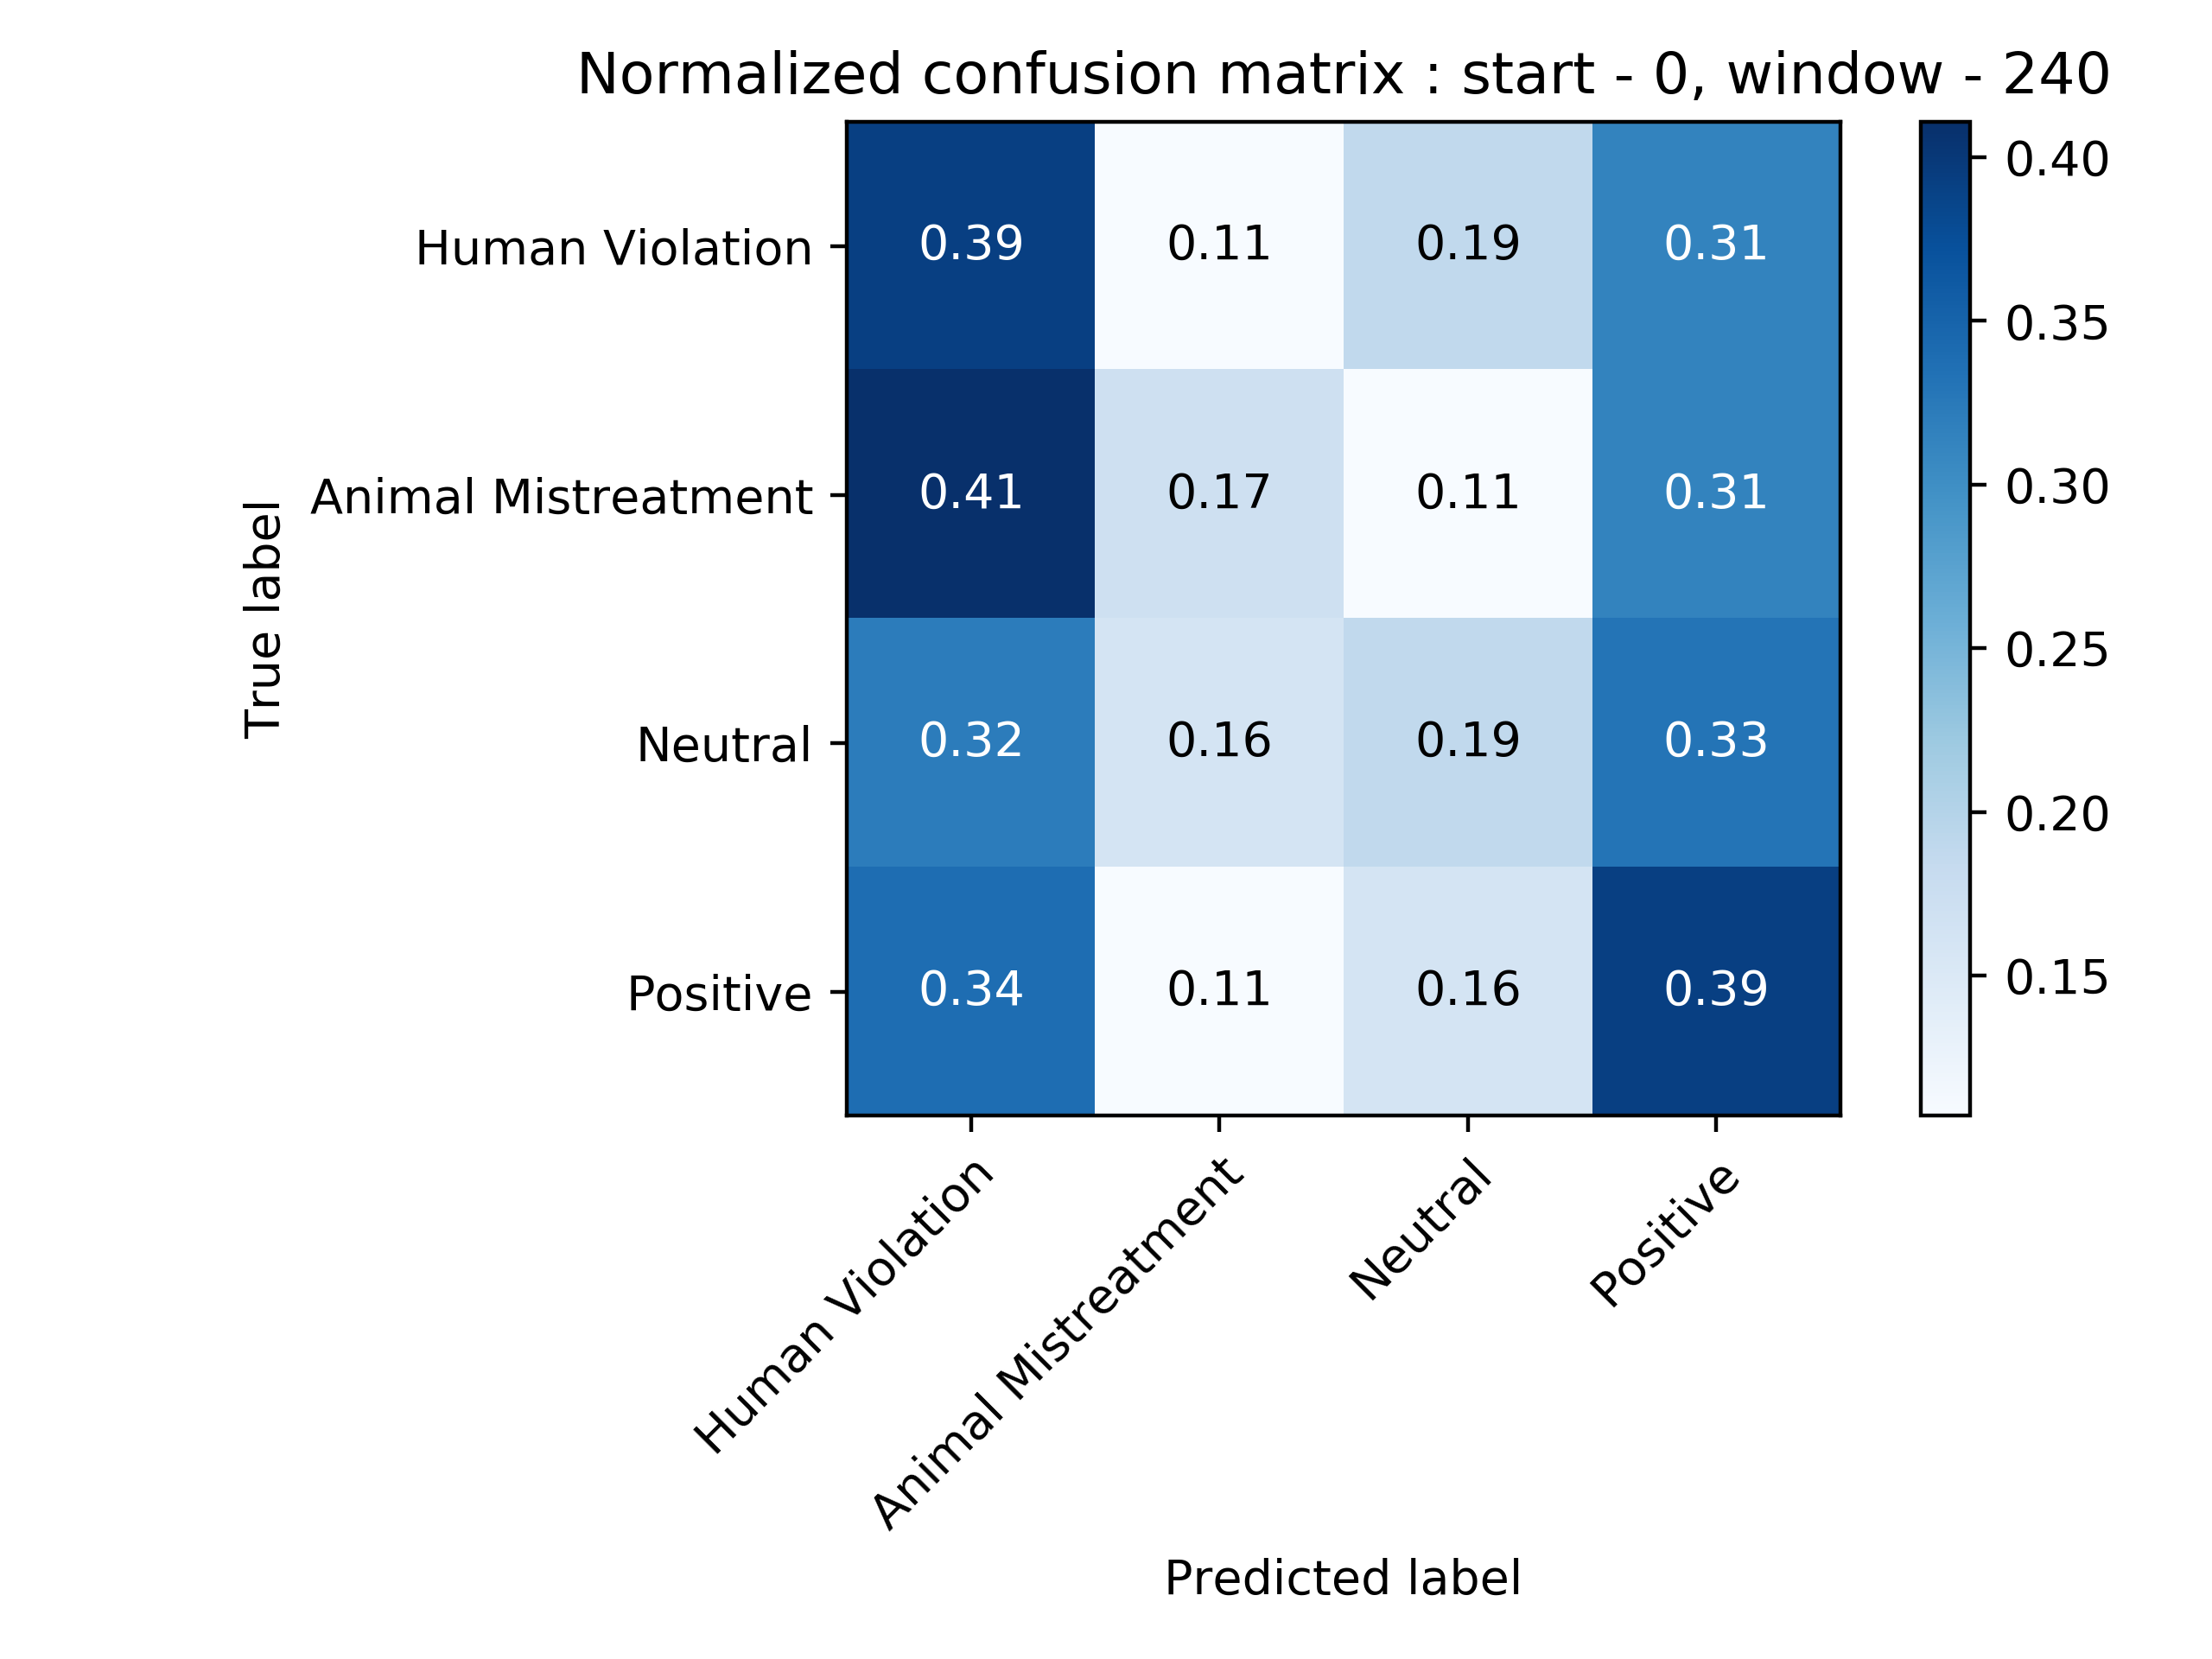 Normalized confusion matrix : start - 0, window - 240
True label
Human Violation
0.39 0.11 0.19 0.31
Animal Mistreatment
0.41 0.17 0.11 0.31
Neutral
0.32 0.16 0.19 0.33
Positive
0.34 0.11 0.16 0.39
Human Violation
Animal Mistreatment
Neutral
Positive
Predicted label
0.40
0.35
0.30
0.25
0.20
0.15